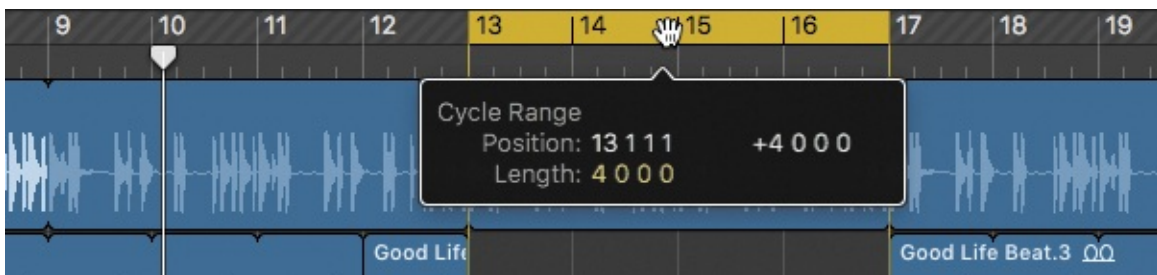 9 10 11 12 13 14 15 16 17 18 19
Cycle Range
Position: 13 1 1 1 +4 0 0 0
Length: 4 0 0 0
Good Life Good Life Beat.3